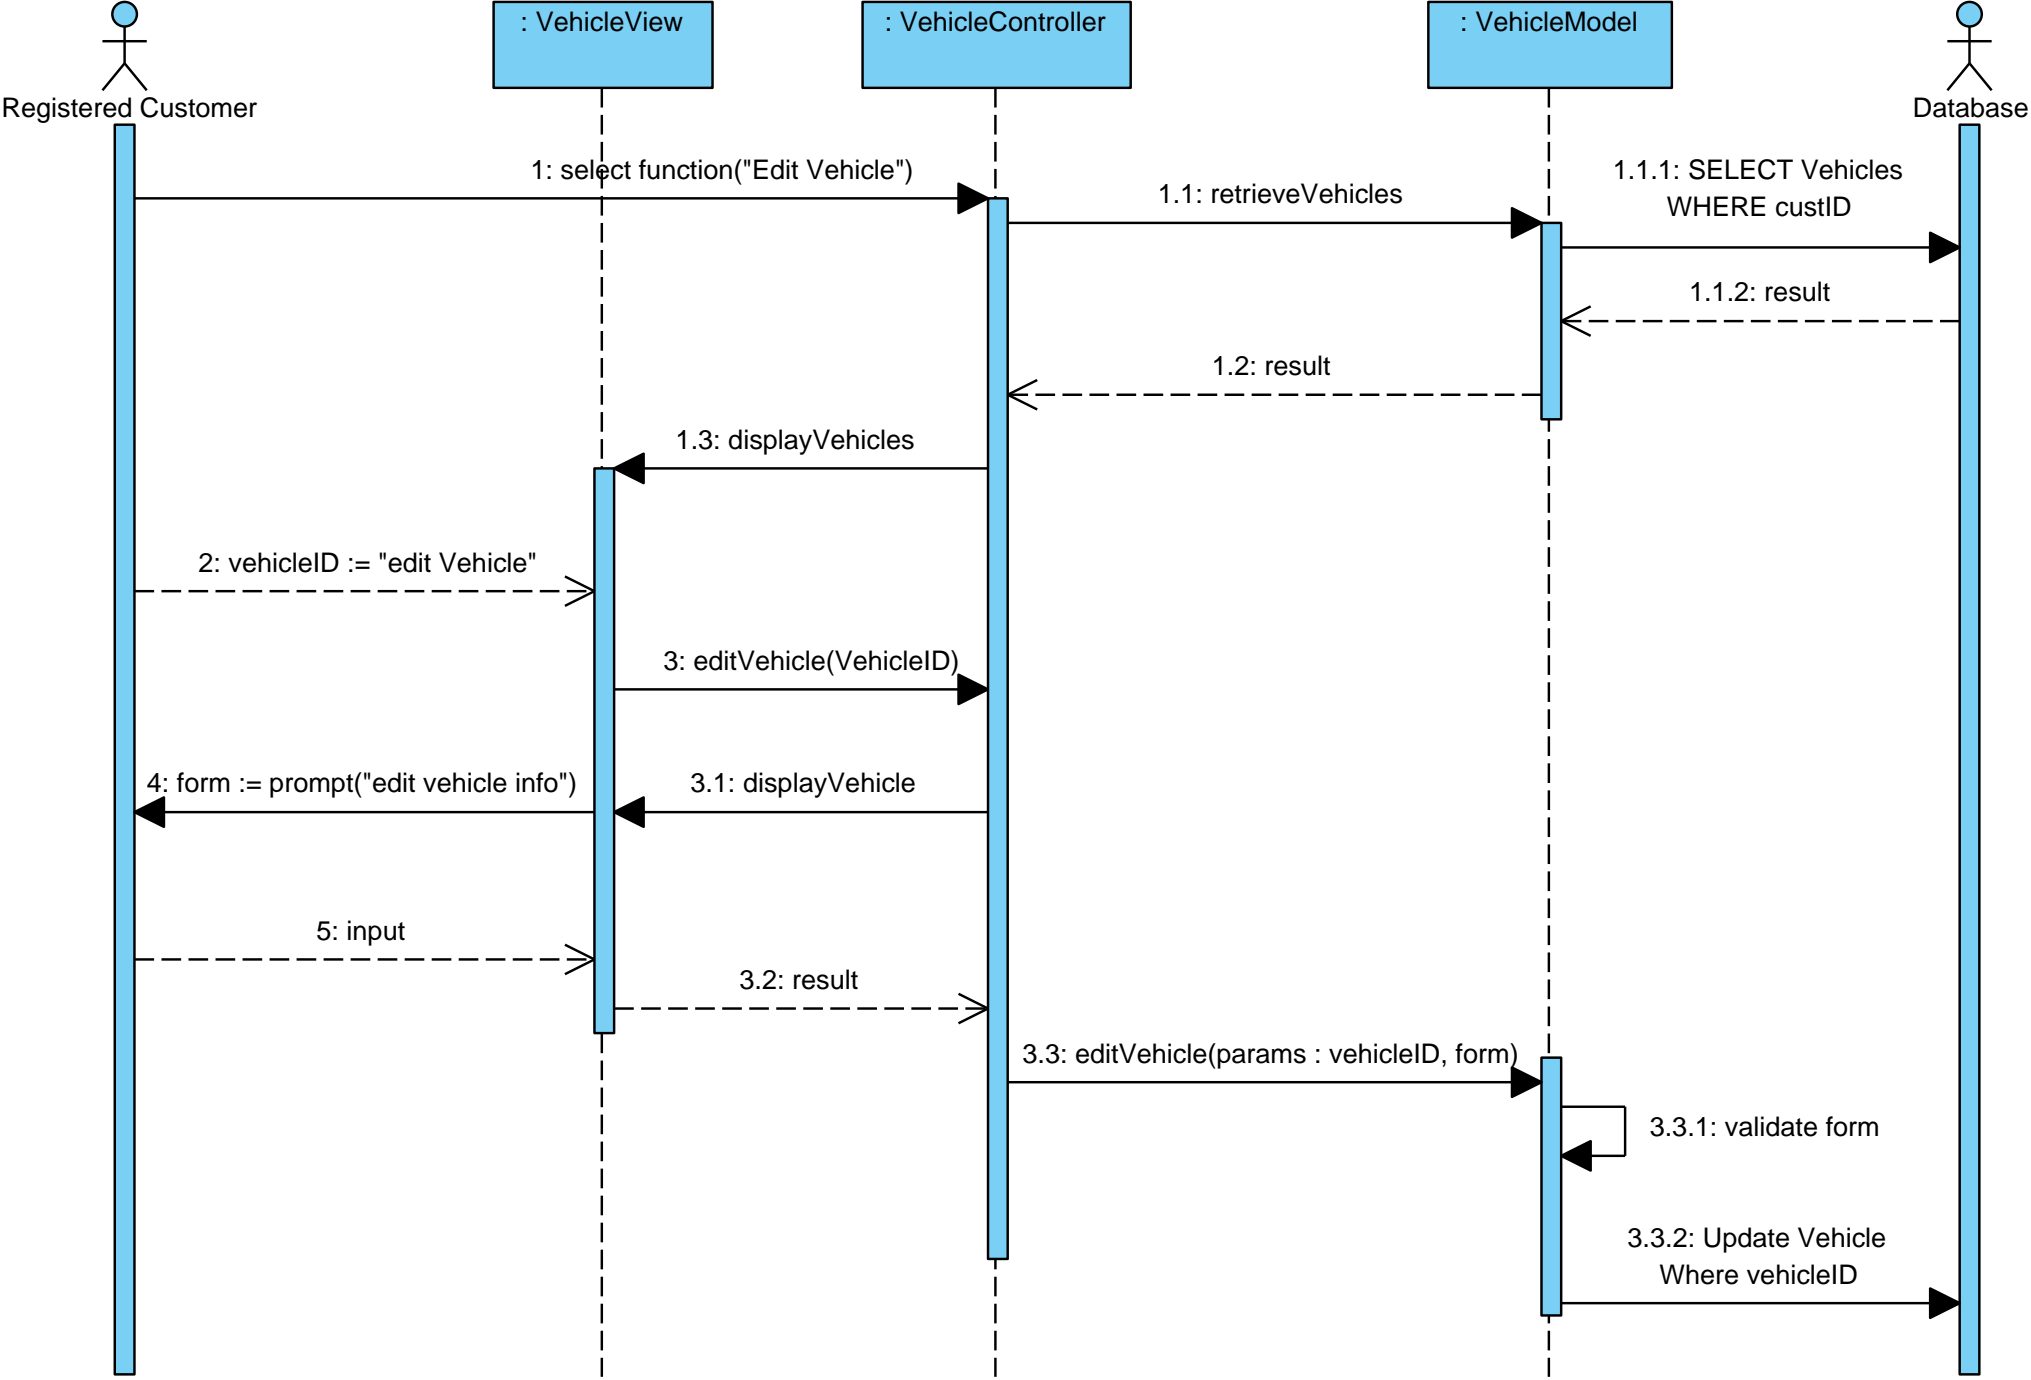 : VehicleView
: VehicleController
: VehicleModel
Registered Customer
Database
1: select function("Edit Vehicle")
1.1: retrieveVehicles
1.1.1: SELECT Vehicles
WHERE custID
1.1.2: result
1.2: result
1.3: displayVehicles
2: vehicleID := "edit Vehicle"
3: editVehicle(VehicleID)
4: form := prompt("edit vehicle info")
3.1: displayVehicle
5: input
3.2: result
3.3: editVehicle(params : vehicleID, form)
3.3.1: validate form
3.3.2: Update Vehicle
Where vehicleID